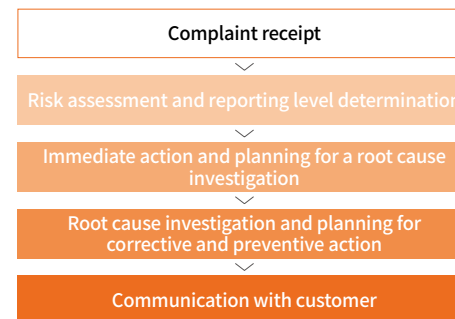 Complaint receipt
Risk assessment and reporting level determination
Immediate action and planning for a root cause
investigation
Root cause investigation and planning for
corrective and preventive action
Communication with customer